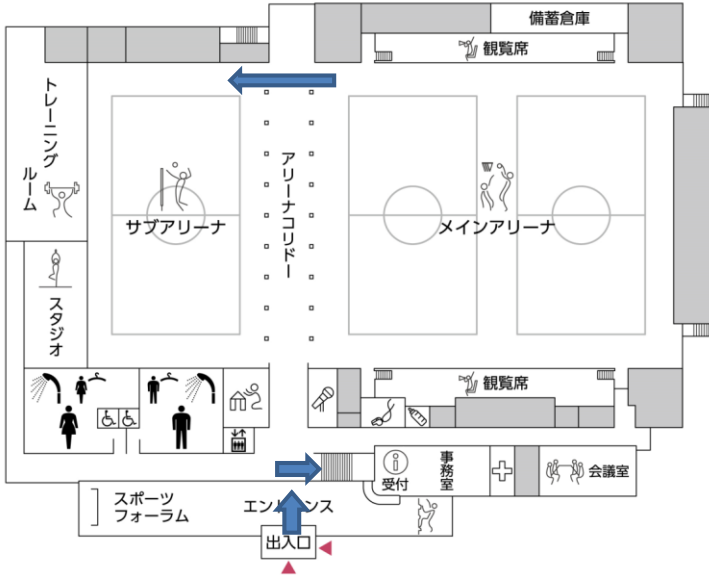 備蓄倉庫
観覧席
トレーニング
ルーム
アリーナコリドー
サブアリーナ
メインアリーナ
スタジオ
観覧席
受付
事務室
会議室
スポーツ
フォーラム
エントランス
出入口